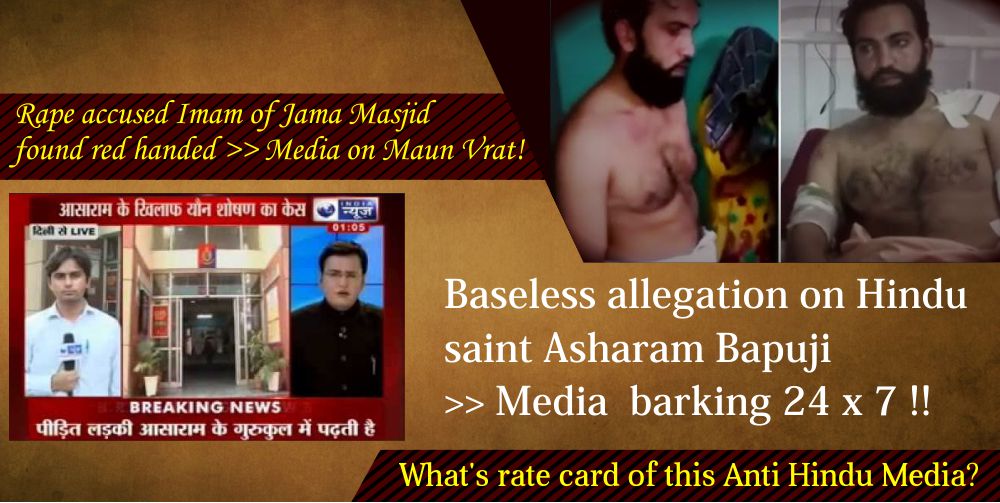 Rape accused Imam of Jama Masjid
found red handed >> Media on Maun Vrat!
आसाराम के खिलाफ यौन शोषण का केस
INDIA
न्यूज़
दिल्ली से LIVE
01:05
BREAKING NEWS
पीड़ित लड़की आसाराम के गुरुकुल में पढ़ती है
Baseless allegation on Hindu
saint Asharam Bapuji
>> Media barking 24 x 7 !!
What's rate card of this Anti Hindu Media?